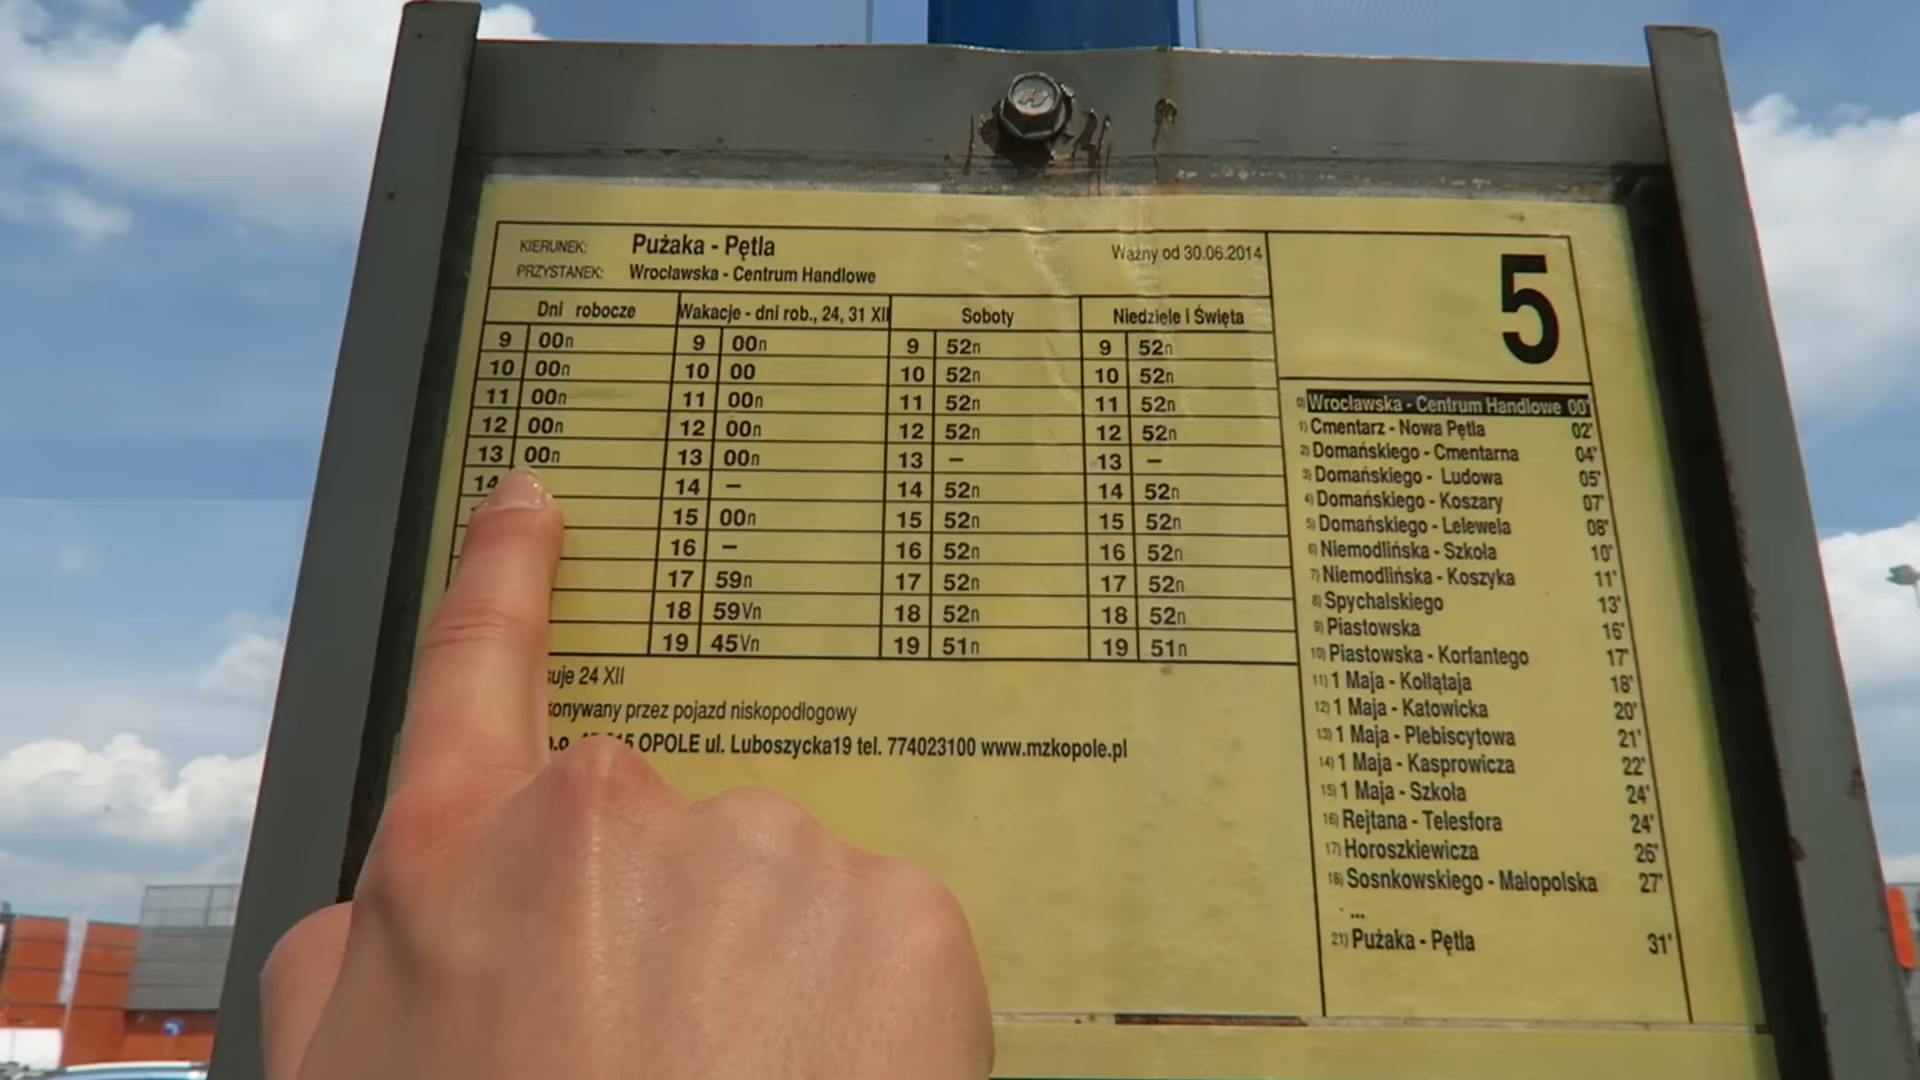 KIERUNEK: Pużaka - Pętla
Ważny od 30.06.2014
PRZYSTANEK: Wrocławska - Centrum Handlowe
5
Dni robocze Wakacje - dni rob., 24, 31 XII Soboty Niedziele i Święta
9 00n 9 00n 9 52n 9 52n
10 00n 10 00 10 52n 10 52n
11 00n 11 00n 11 52n 11 52n
12 00n 12 00n 12 52n 12 52n
13 00n 13 00n 13 – 13 –
14 14 – 14 52n 14 52n
15 00n 15 52n 15 52n
16 – 16 52n 16 52n
17 59n 17 52n 17 52n
18 59Vn 18 52n 18 52n
19 45Vn 19 51n 19 51n
24 XII
przez pojazd niskopodłogowy
OPOLE ul. Luboszycka19 tel. 774023100 www.mzkopole.pl
0) Wrocławska - Centrum Handlowe 00'
1) Cmentarz - Nowa Pętla 02'
2) Domańskiego - Cmentarna 04'
3) Domańskiego - Ludowa 05'
4) Domańskiego - Koszary 07'
5) Domańskiego - Lelewela 08'
6) Niemodlińska - Szkoła 10'
7) Niemodlińska - Koszyka 11'
8) Spychalskiego 13'
9) Piastowska 16'
10) Piastowska - Korfantego 17'
11) 1 Maja - Kołłątaja 18'
12) 1 Maja - Katowicka 20'
13) 1 Maja - Plebiscytowa 21'
14) 1 Maja - Kasprowicza 22'
15) 1 Maja - Szkoła 24'
16) Rejtana - Telesfora 24'
17) Horoszkiewicza 26'
18) Sosnkowskiego - Małopolska 27'
...
21) Pużaka - Pętla 31'